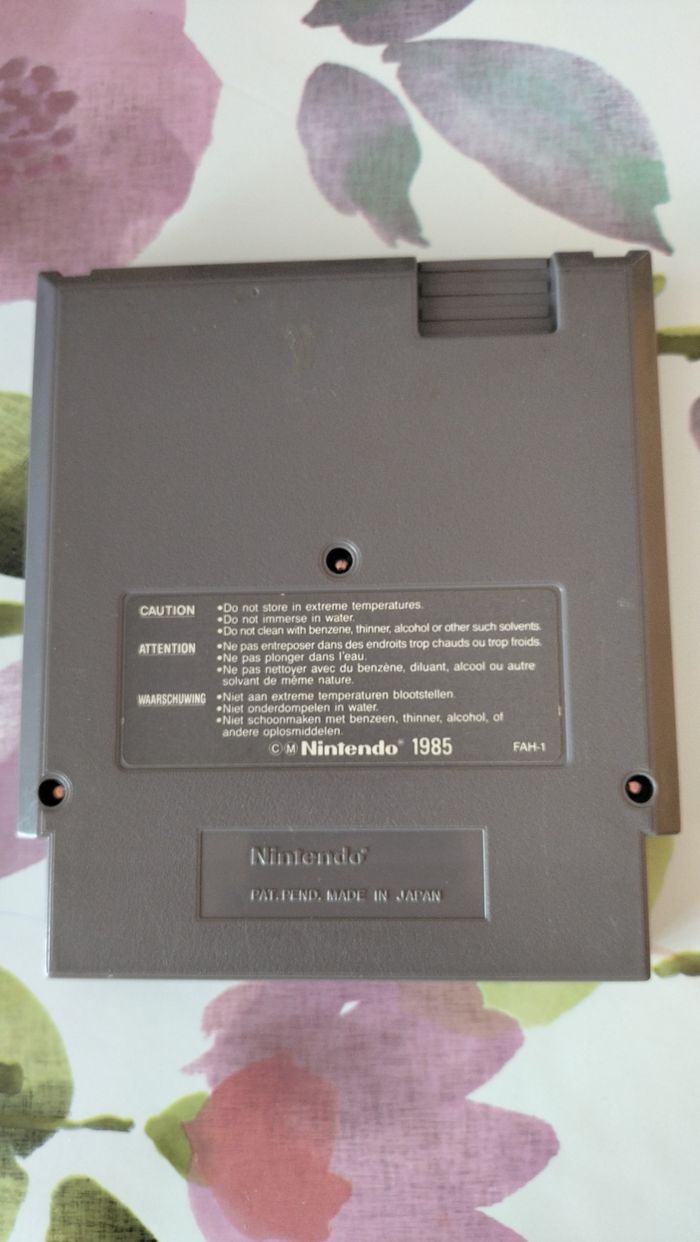 CAUTION •Do not store in extreme temperatures.
•Do not immerse in water.
•Do not clean with benzene, thinner, alcohol or other such solvents.
ATTENTION •Ne pas entreposer dans des endroits trop chauds ou trop froids.
•Ne pas plonger dans l'eau.
•Ne pas nettoyer avec du benzène, diluant, alcool ou autre
solvant de même nature.
WAARSCHUWING •Niet aan extreme temperaturen blootstellen.
•Niet onderdompelen in water.
•Niet schoonmaken met benzeen, thinner, alcohol, of
andere oplosmiddelen.
ⒸⓂ Nintendo® 1985 FAH-1
Nintendo®
PAT. PEND. MADE IN JAPAN